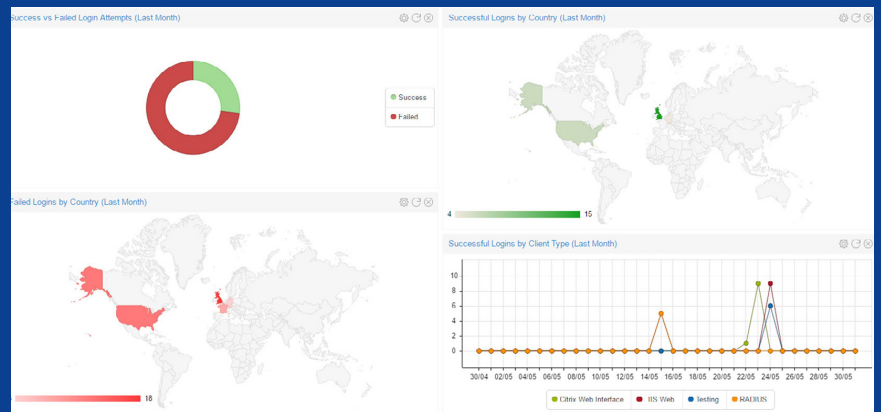 Success vs Failed Login Attempts (Last Month)
Success
Failed
Successful Logins by Country (Last Month)
4 15
Failed Logins by Country (Last Month)
18
Successful Logins by Client Type (Last Month)
10
8
6
4
2
0
30/04 02/05 04/05 06/05 08/05 10/05 12/05 14/05 16/05 18/05 20/05 22/05 24/05 26/05 28/05 30/05
Citrix Web Interface IIS Web Testing RADIUS